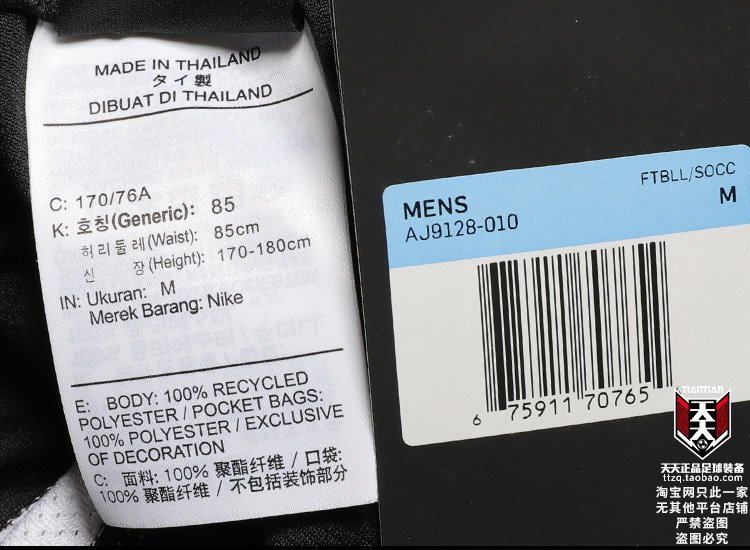 MADE IN THAILAND
タイ製
DIBUAT DI THAILAND
C: 170/76A
K: 호칭(Generic): 85
허리둘레(Waist): 85cm
신 장(Height): 170-180cm
IN: Ukuran: M
Merek Barang: Nike
E: BODY: 100% RECYCLED
POLYESTER / POCKET BAGS:
100% POLYESTER / EXCLUSIVE
OF DECORATION
C: 面料: 100% 聚酯纤维 / 口袋:
100% 聚酯纤维 / 不包括装饰部分
FTBLL/SOCC
MENS M
AJ9128-010
6 75911 70765
TIANTIAN
天天
天天正品足球装备
ttzq.taobao.com
淘宝网只此一家
无其他平台店铺
严禁盗图
盗图必究